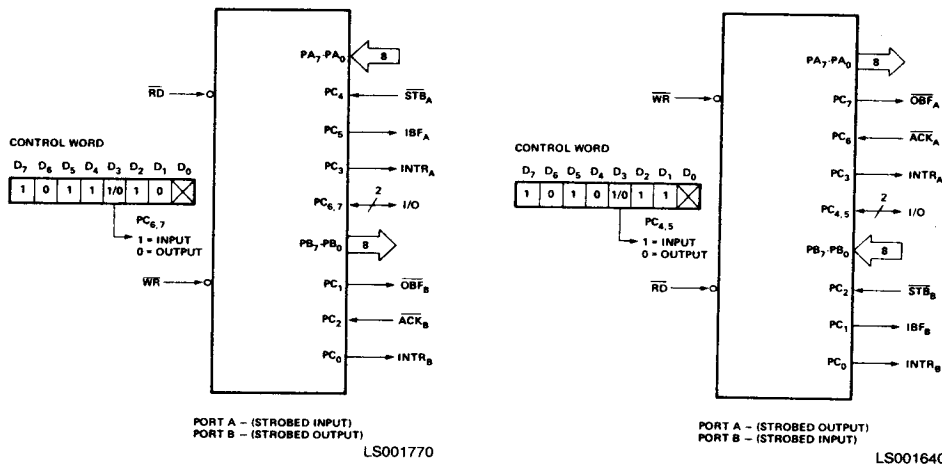 PA7-PA0 8
RD PC4 STBA
PC5 IBFA
CONTROL WORD
D7 D6 D5 D4 D3 D2 D1 D0
PC3 INTRA
1 0 1 1 1/0 1 0 X
PC6,7 2 I/O
PC6,7
1 = INPUT
0 = OUTPUT
PB7-PB0 8
WR PC1 OBFB
PC2 ACKB
PC0 INTRB
PORT A – (STROBED INPUT)
PORT B – (STROBED OUTPUT)
LS001770
PA7-PA0 8
WR PC7 OBFA
PC6 ACKA
CONTROL WORD
D7 D6 D5 D4 D3 D2 D1 D0
PC3 INTRA
1 0 1 0 1/0 1 1 X
PC4,5 2 I/O
PC4,5
1 = INPUT
0 = OUTPUT
PB7-PB0 8
RD PC2 STBB
PC1 IBFB
PC0 INTRB
PORT A – (STROBED OUTPUT)
PORT B – (STROBED INPUT)
LS001640